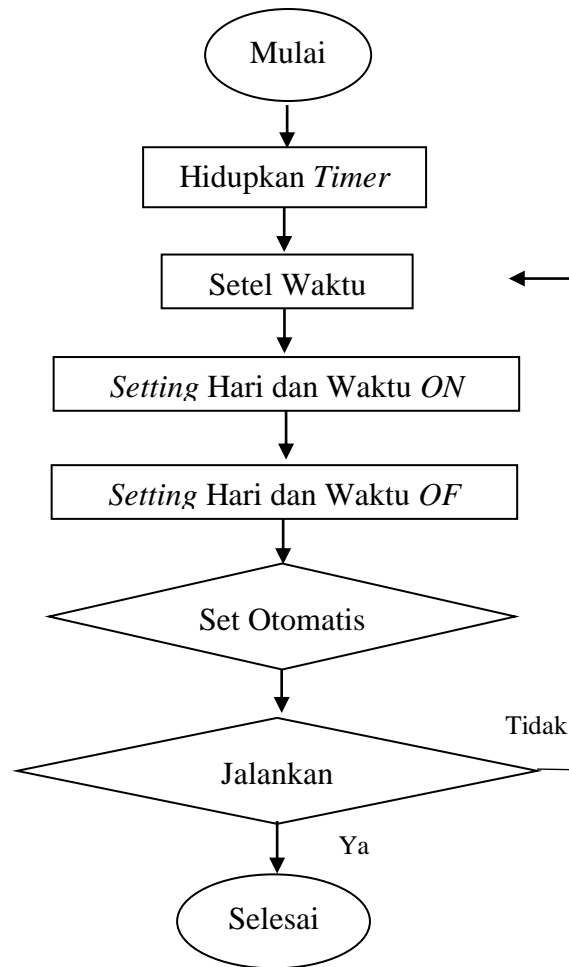 Mulai
Hidupkan Timer
Setel Waktu
Setting Hari dan Waktu ON
Setting Hari dan Waktu OF
Set Otomatis
Tidak
Jalankan
Ya
Selesai